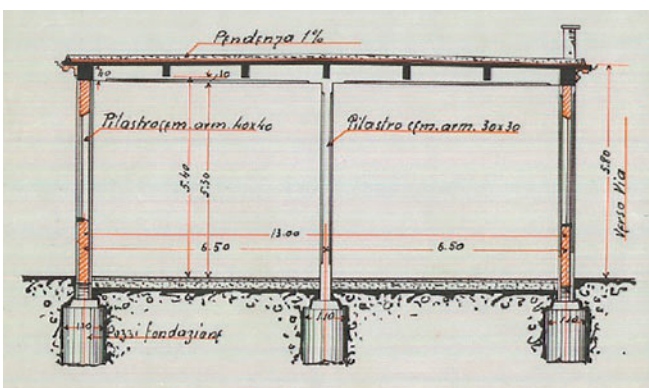 Pendenza 1%
40
Pilastro cem. arm. 40x40
Pilastro cem. arm. 30x30
5.40
5.30
5.80
Verso Via
13.00
6.50
6.50
1.10
1.10
Pozzi fondazione